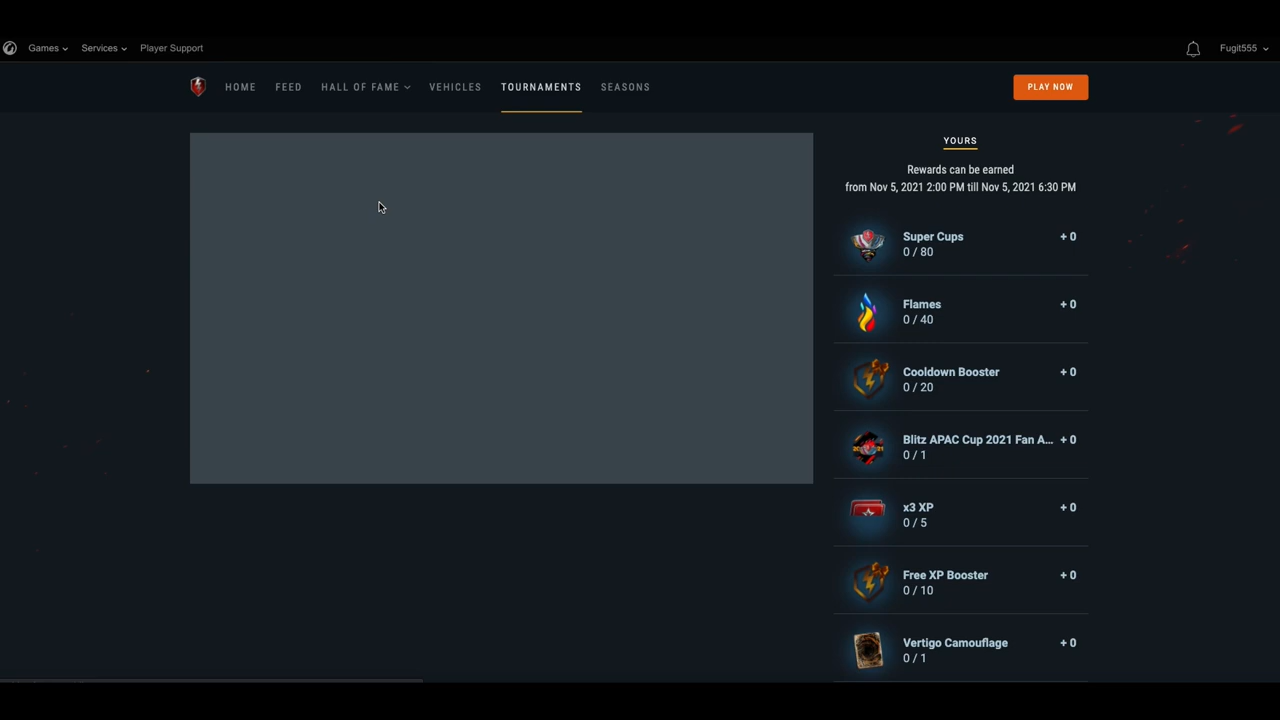 Games Services Player Support Fugit555
HOME FEED HALL OF FAME VEHICLES TOURNAMENTS SEASONS PLAY NOW
YOURS
Rewards can be earned
from Nov 5, 2021 2:00 PM till Nov 5, 2021 6:30 PM
Super Cups + 0
0 / 80
Flames + 0
0 / 40
Cooldown Booster + 0
0 / 20
Blitz APAC Cup 2021 Fan A... + 0
0 / 1
x3 XP + 0
0 / 5
Free XP Booster + 0
0 / 10
Vertigo Camouflage + 0
0 / 1